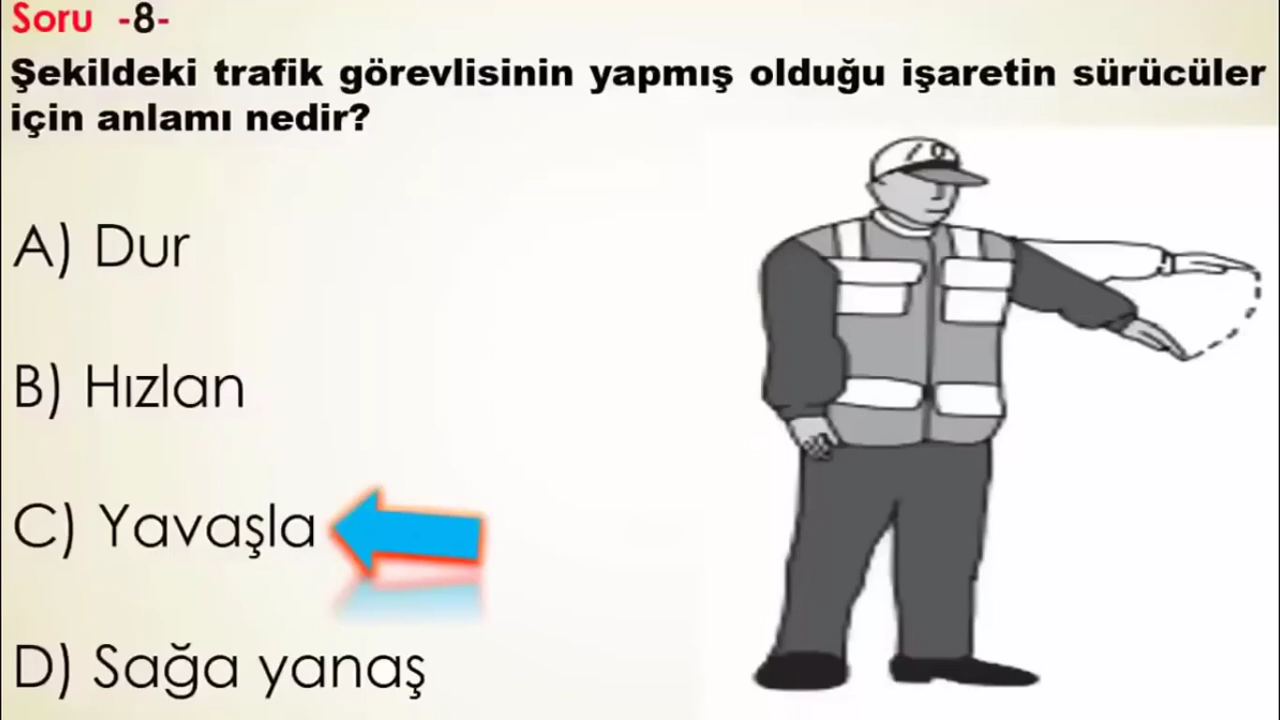 Soru -8-
Şekildeki trafik görevlisinin yapmış olduğu işaretin sürücüler
için anlamı nedir?
A) Dur
B) Hızlan
C) Yavaşla
D) Sağa yanaş